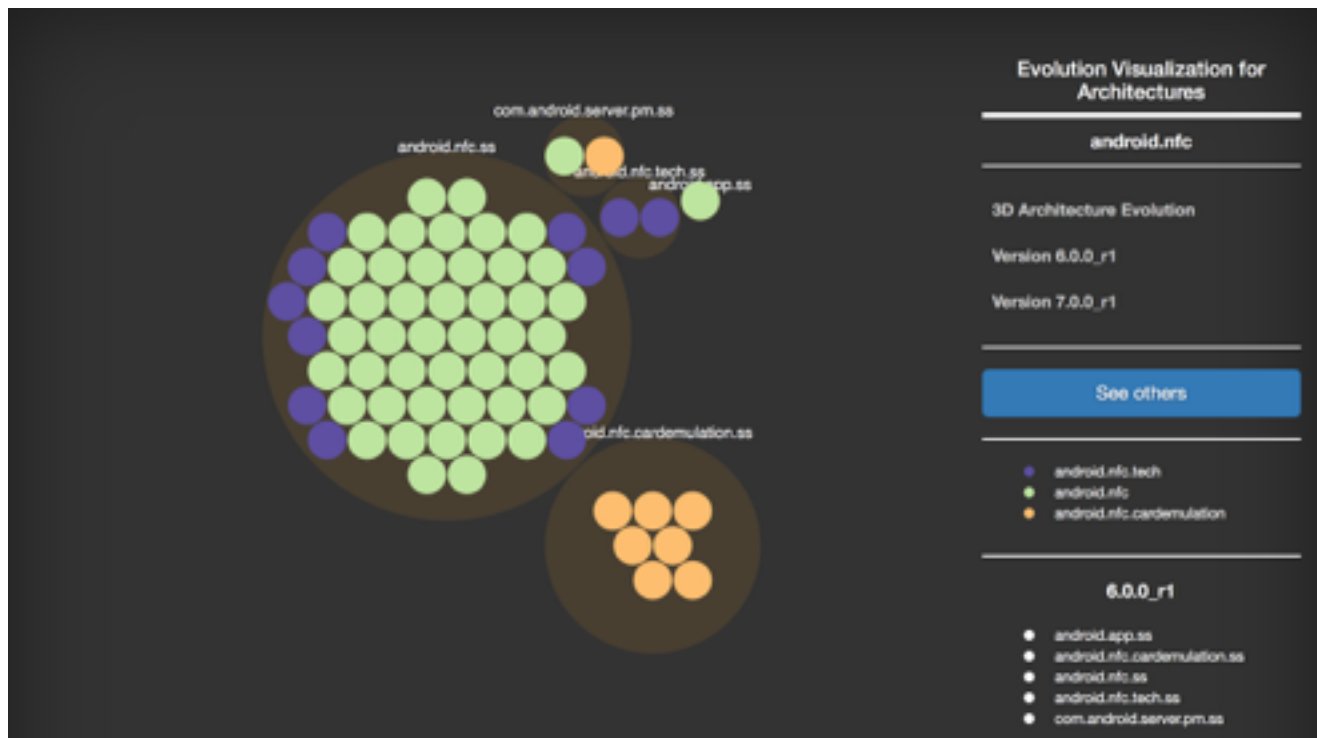 com.android.server.pm.ss
android.nfc.ss
.nfc.tech.ss
.ss
.nfc.cardemulation.ss
Evolution Visualization for
Architectures
android.nfc
3D Architecture Evolution
Version 6.0.0_r1
Version 7.0.0_r1
See others
android.nfc.tech
android.nfc
android.nfc.cardemulation
6.0.0_r1
android.app.ss
android.nfc.cardemulation.ss
android.nfc.ss
android.nfc.tech.ss
com.android.server.pm.ss